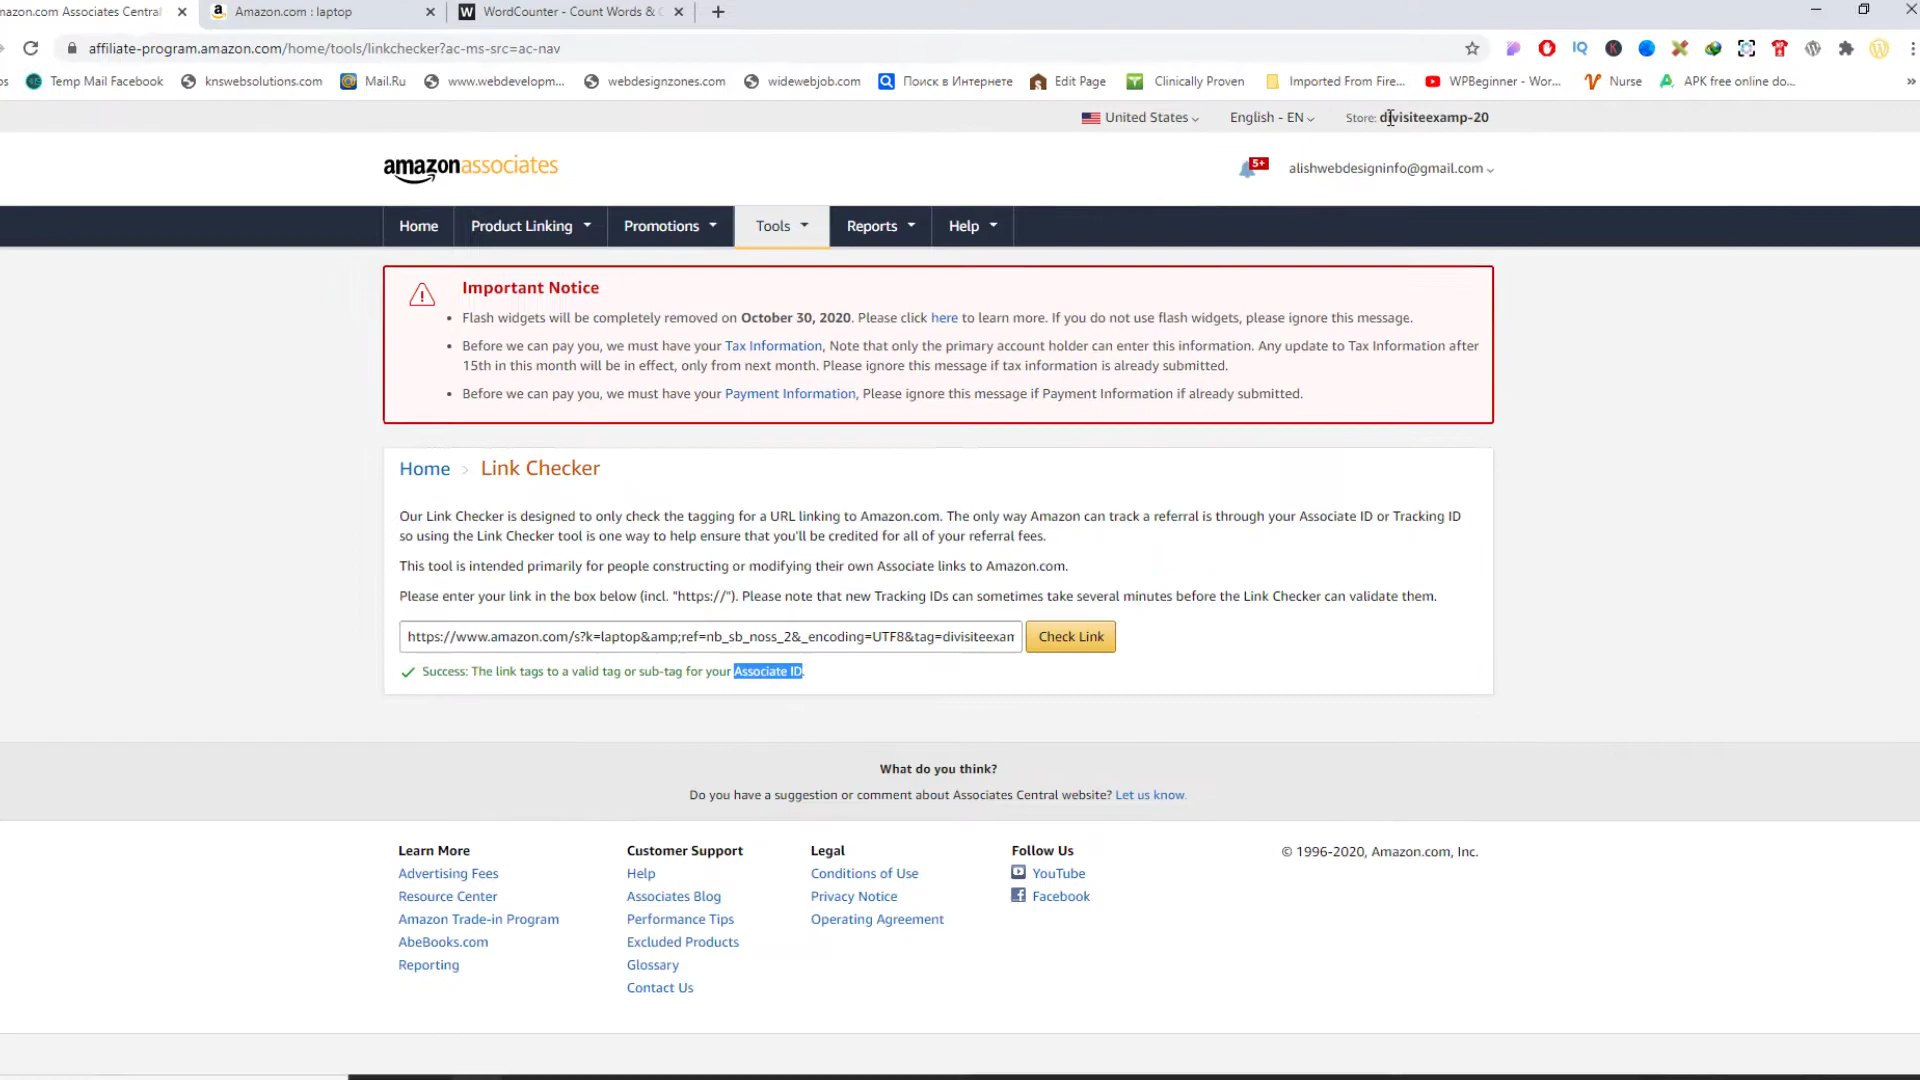 mazon.com Associates Central
Amazon.com : laptop
W WordCounter - Count Words &
affiliate-program.amazon.com/home/tools/linkchecker?ac-ms-src=ac-nav
Temp Mail Facebook
knswebsolutions.com
Mail.Ru
www.webdevelopm...
webdesignzones.com
widewebjob.com
Поиск в Интернете
Edit Page
Clinically Proven
Imported From Fire...
WPBeginner - Wor...
Nurse
APK free online do...
United States
English - EN
Store: divisiteexamp-20
amazonassociates
5+
alishwebdesigninfo@gmail.com
Home
Product Linking
Promotions
Tools
Reports
Help
Important Notice
• Flash widgets will be completely removed on October 30, 2020. Please click here to learn more. If you do not use flash widgets, please ignore this message.
• Before we can pay you, we must have your Tax Information, Note that only the primary account holder can enter this information. Any update to Tax Information after
15th in this month will be in effect, only from next month. Please ignore this message if tax information is already submitted.
• Before we can pay you, we must have your Payment Information, Please ignore this message if Payment Information if already submitted.
Home > Link Checker
Our Link Checker is designed to only check the tagging for a URL linking to Amazon.com. The only way Amazon can track a referral is through your Associate ID or Tracking ID
so using the Link Checker tool is one way to help ensure that you'll be credited for all of your referral fees.
This tool is intended primarily for people constructing or modifying their own Associate links to Amazon.com.
Please enter your link in the box below (incl. "https://"). Please note that new Tracking IDs can sometimes take several minutes before the Link Checker can validate them.
https://www.amazon.com/s?k=laptop&amp;ref=nb_sb_noss_2&_encoding=UTF8&tag=divisiteexam
Check Link
Success: The link tags to a valid tag or sub-tag for your Associate ID.
What do you think?
Do you have a suggestion or comment about Associates Central website? Let us know.
Learn More
Advertising Fees
Resource Center
Amazon Trade-in Program
AbeBooks.com
Reporting
Customer Support
Help
Associates Blog
Performance Tips
Excluded Products
Glossary
Contact Us
Legal
Conditions of Use
Privacy Notice
Operating Agreement
Follow Us
YouTube
Facebook
© 1996-2020, Amazon.com, Inc.